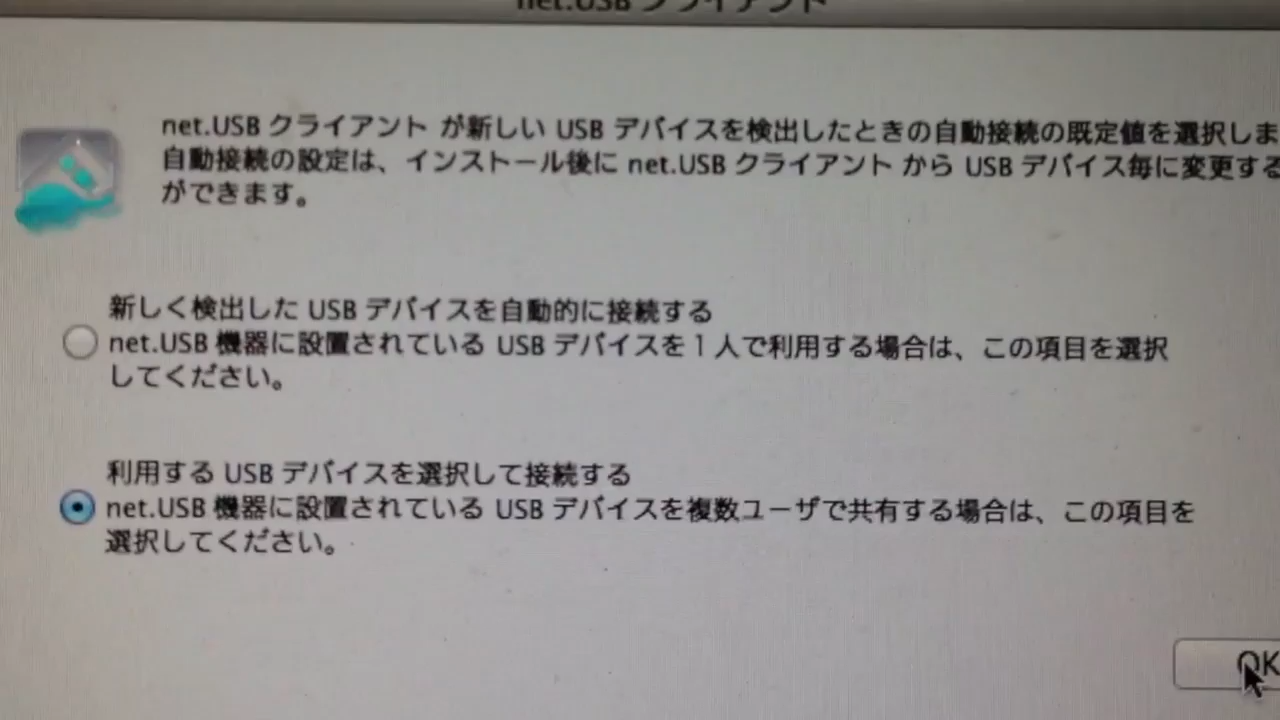 net.USB クライアント
net.USB クライアント が新しい USB デバイスを検出したときの自動接続の既定値を選択しま
自動接続の設定は、インストール後に net.USB クライアント から USB デバイス毎に変更する
ができます。
新しく検出した USB デバイスを自動的に接続する
net.USB 機器に設置されている USB デバイスを 1 人で利用する場合は、この項目を選択
してください。
利用する USB デバイスを選択して接続する
net.USB 機器に設置されている USB デバイスを複数ユーザで共有する場合は、この項目を
選択してください。
OK